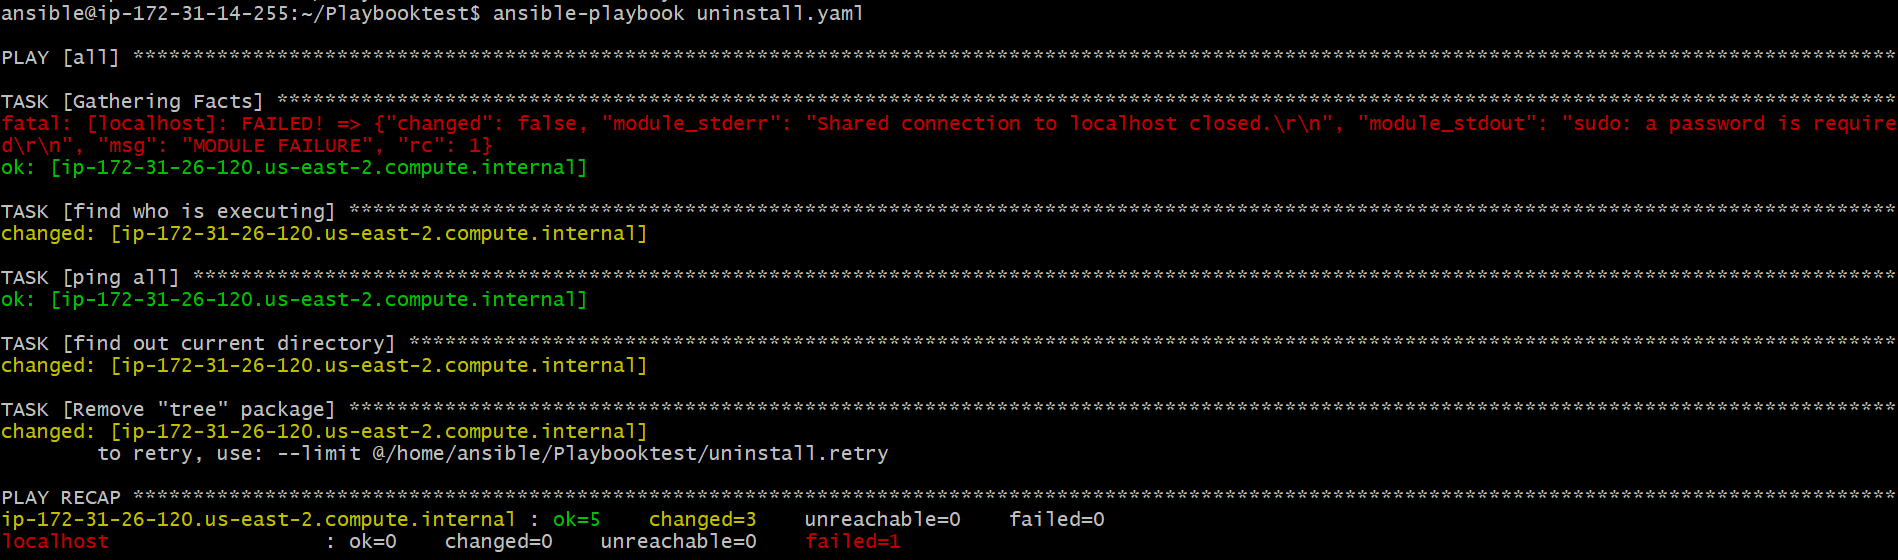 ansible@ip-172-31-14-255:~/Playbooktest$ ansible-playbook uninstall.yaml
PLAY [all] ***************************************************************************************************************************************************
TASK [Gathering Facts] ***************************************************************************************************************************************
fatal: [localhost]: FAILED! => {"changed": false, "module_stderr": "Shared connection to localhost closed.\r\n", "module_stdout": "sudo: a password is require
d\r\n", "msg": "MODULE FAILURE", "rc": 1}
ok: [ip-172-31-26-120.us-east-2.compute.internal]
TASK [find who is executing] *********************************************************************************************************************************
changed: [ip-172-31-26-120.us-east-2.compute.internal]
TASK [ping all] **********************************************************************************************************************************************
ok: [ip-172-31-26-120.us-east-2.compute.internal]
TASK [find out current directory] ****************************************************************************************************************************
changed: [ip-172-31-26-120.us-east-2.compute.internal]
TASK [Remove "tree" package] *********************************************************************************************************************************
changed: [ip-172-31-26-120.us-east-2.compute.internal]
        to retry, use: --limit @/home/ansible/Playbooktest/uninstall.retry
PLAY RECAP ***************************************************************************************************************************************************
ip-172-31-26-120.us-east-2.compute.internal : ok=5    changed=3    unreachable=0    failed=0
localhost                  : ok=0    changed=0    unreachable=0    failed=1